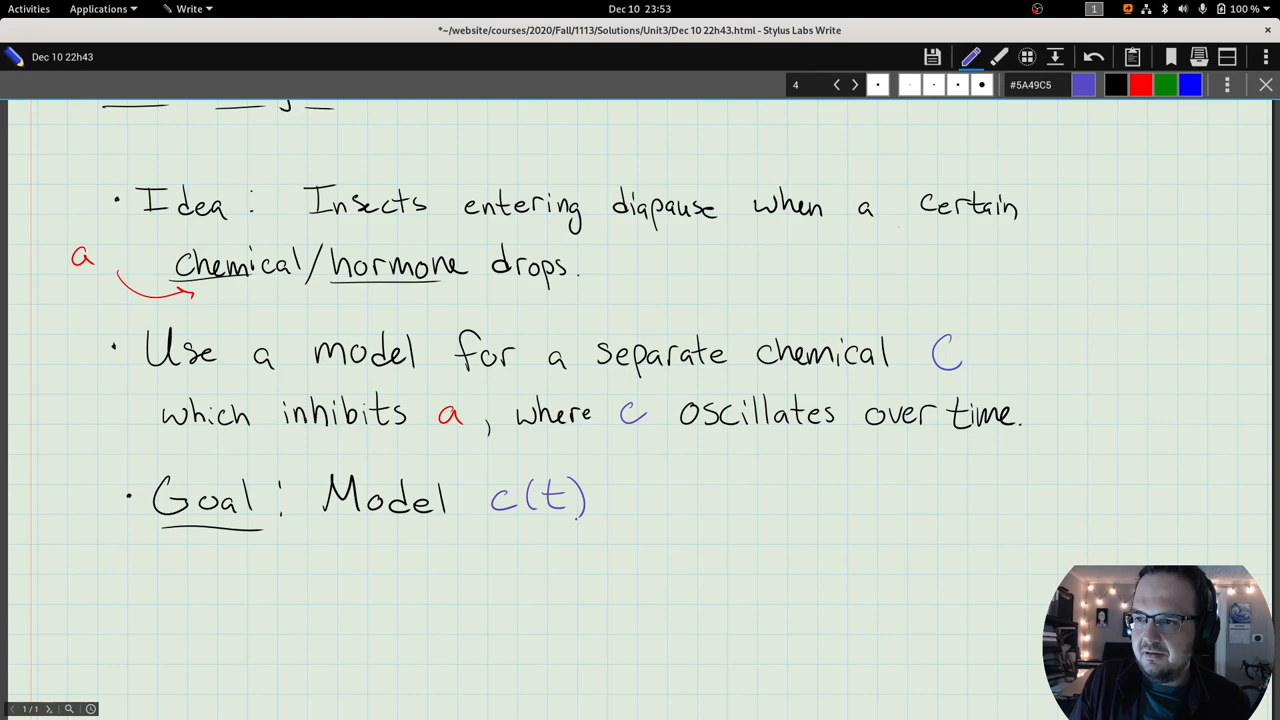 Activities Applications Write Dec 10 23:53 1 100 %
*~/website/courses/2020/Fall/1113/Solutions/Unit3/Dec 10 22h43.html - Stylus Labs Write
Dec 10 22h43
4 #5A49C5
• Idea : Insects entering diapause when a certain
a chemical/hormone drops.
• Use a model for a separate chemical C
which inhibits a , where c oscillates over time.
• Goal : Model c(t)
1/1